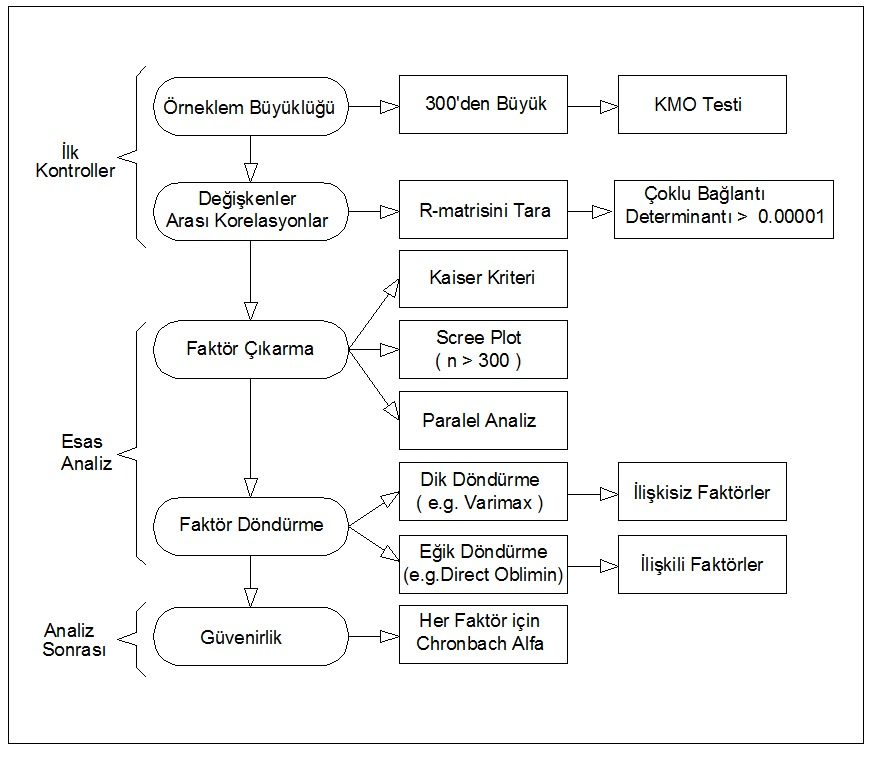 İlk
Kontroller
Örneklem Büyüklüğü
300'den Büyük
KMO Testi
Değişkenler
Arası Korelasyonlar
R-matrisini Tara
Çoklu Bağlantı
Determinantı > 0.00001
Esas
Analiz
Faktör Çıkarma
Kaiser Kriteri
Scree Plot
( n > 300 )
Paralel Analiz
Faktör Döndürme
Dik Döndürme
( e.g. Varimax )
İlişkisiz Faktörler
Eğik Döndürme
(e.g.Direct Oblimin)
İlişkili Faktörler
Analiz
Sonrası
Güvenirlik
Her Faktör için
Chronbach Alfa